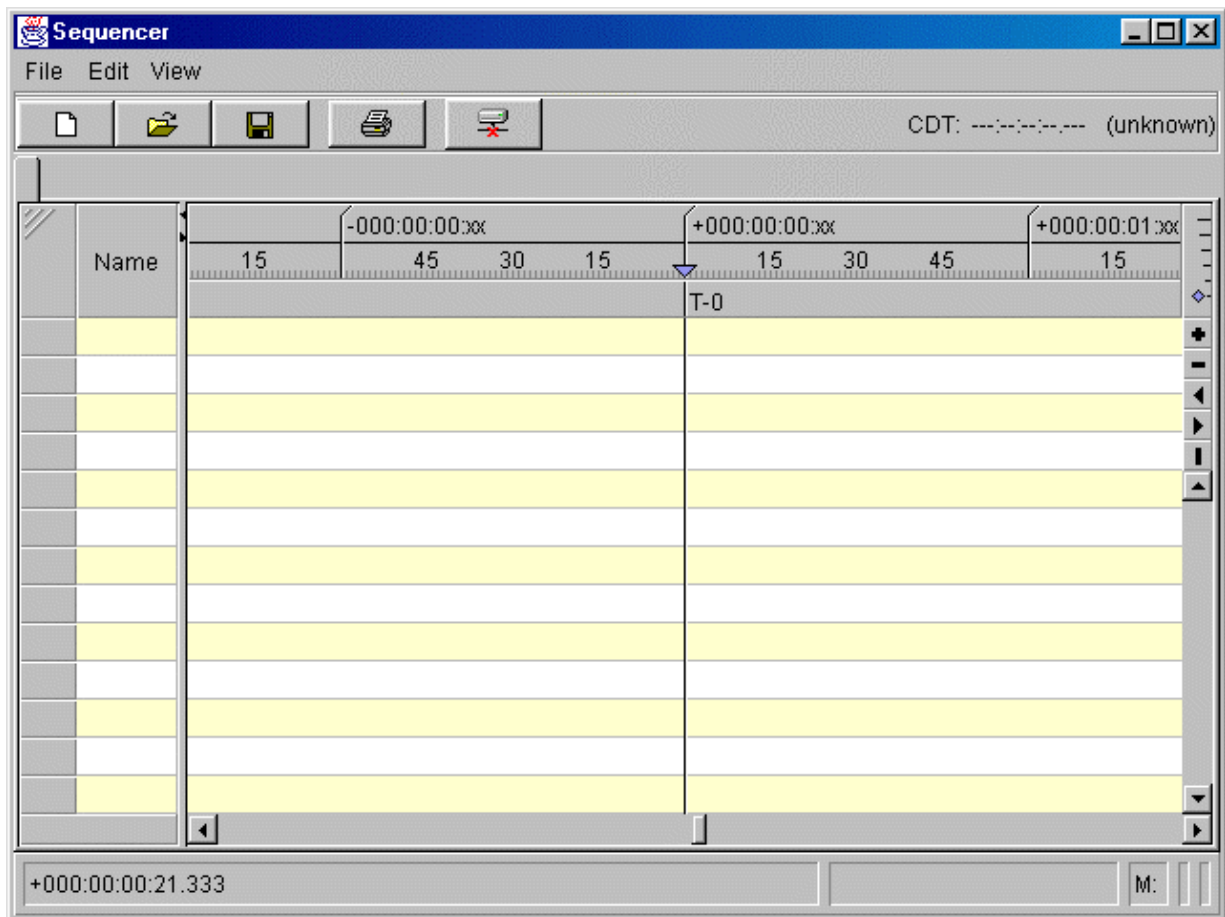 Sequencer
File Edit View
CDT: ---:--:--:--.--- (unknown)
Name
-000:00:00:xx +000:00:00:xx +000:00:01:xx
15 45 30 15 15 30 45 15
T-0
+000:00:00:21.333 M: